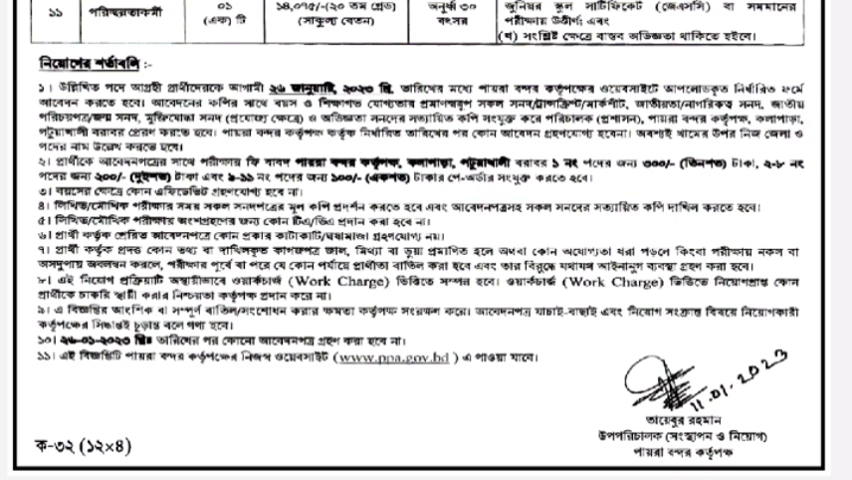 ১১ পরিচ্ছন্নতাকর্মী ০১ (এক) টি ১৪,০৭৫/-(২০ তম গ্রেড) (সাকুল্য বেতন) অনূর্ধ্ব ৩০ বৎসর জুনিয়র স্কুল সার্টিফিকেট (জেএসসি) বা সমমানের
পরীক্ষায় উত্তীর্ণ; এবং
(খ) সংশ্লিষ্ট ক্ষেত্রে বাস্তব অভিজ্ঞতা থাকিতে হইবে।
নিয়োগের শর্তাবলি :-
১। উল্লিখিত পদে আগ্রহী প্রার্থীদেরকে আগামী ২৬ জানুয়ারি, ২০২৩ খ্রি. তারিখের মধ্যে পায়রা বন্দর কর্তৃপক্ষের ওয়েবসাইটে আপলোডকৃত নির্ধারিত ফর্মে
আবেদন করতে হবে। আবেদনের কপির সাথে বয়স ও শিক্ষাগত যোগ্যতার প্রমাণস্বরূপ সকল সনদ/ট্রান্সক্রিপ্ট/মার্কশীট, জাতীয়তা/নাগরিকত্ব সনদ, জাতীয়
পরিচয়পত্র/জন্ম সনদ, মুক্তিযোদ্ধা সনদ (প্রযোজ্য ক্ষেত্রে) ও অভিজ্ঞতা সনদের সত্যায়িত কপি সংযুক্ত করে পরিচালক (প্রশাসন), পায়রা বন্দর কর্তৃপক্ষ, কলাপাড়া,
পটুয়াখালী বরাবর প্রেরণ করতে হবে। পায়রা বন্দর কর্তৃপক্ষ কর্তৃক নির্ধারিত তারিখের পর কোন আবেদন গ্রহণযোগ্য হবেনা। অবশ্যই খামের উপর নিজ জেলা ও
পদের নাম উল্লেখ করতে হবে।
২। প্রার্থীকে আবেদনপত্রের সাথে পরীক্ষার ফি বাবদ পায়রা বন্দর কর্তৃপক্ষ, কলাপাড়া, পটুয়াখালী বরাবর ১ নং পদের জন্য ৩০০/- (তিনশত) টাকা, ২-৮ নং
পদের জন্য ২০০/- (দুইশত) টাকা এবং ৯-১১ নং পদের জন্য ১০০/- (একশত) টাকার পে-অর্ডার সংযুক্ত করতে হবে।
৩। বয়সের ক্ষেত্রে কোন এফিডেভিট গ্রহণযোগ্য হবে না।
৪। লিখিত/মৌখিক পরীক্ষার সময় সকল সনদপত্রের মূল কপি প্রদর্শন করতে হবে এবং আবেদনপত্রসহ সকল সনদের সত্যায়িত কপি দাখিল করতে হবে।
৫। লিখিত/মৌখিক পরীক্ষায় অংশগ্রহণের জন্য কোন টিএ/ডিএ প্রদান করা হবে না।
৬। প্রার্থী কর্তৃক প্রেরিত আবেদনপত্রে কোন প্রকার কাটাকাটি/ঘষামাজা গ্রহণযোগ্য নয়।
৭। প্রার্থী কর্তৃক প্রদত্ত কোন তথ্য বা দাখিলকৃত কাগজপত্র জাল, মিথ্যা বা ভুয়া প্রমাণিত হলে অথবা কোন অযোগ্যতা ধরা পড়লে কিংবা পরীক্ষায় নকল বা
অসদুপায় অবলম্বন করলে, পরীক্ষার পূর্বে বা পরে যে কোন পর্যায়ে প্রার্থীতা বাতিল করা হবে এবং তার বিরুদ্ধে যথাযথ আইনানুগ ব্যবস্থা গ্রহণ করা হবে।
৮। এই নিয়োগ প্রক্রিয়াটি অস্থায়ীভাবে ওয়ার্কচার্জ (Work Charge) ভিত্তিতে সম্পন্ন হবে। ওয়ার্কচার্জ (Work Charge) ভিত্তিতে নিয়োগপ্রাপ্ত কোন
প্রার্থীকে চাকরি স্থায়ী করার নিশ্চয়তা কর্তৃপক্ষ প্রদান করে না।
৯। এ বিজ্ঞপ্তির আংশিক বা সম্পূর্ণ বাতিল/সংশোধন করার ক্ষমতা কর্তৃপক্ষ সংরক্ষণ করে। আবেদনপত্র যাচাই-বাছাই এবং নিয়োগ সংক্রান্ত বিষয়ে নিয়োগকারী
কর্তৃপক্ষের সিদ্ধান্তই চূড়ান্ত বলে গণ্য হবে।
১০। ২৬-০১-২০২৩ খ্রিঃ তারিখের পর কোনো আবেদনপত্র গ্রহণ করা হবে না।
১১। এই বিজ্ঞপ্তিটি পায়রা বন্দর কর্তৃপক্ষের নিজস্ব ওয়েবসাইট (www.ppa.gov.bd) এ পাওয়া যাবে।
11.01.2023
তায়েবুর রহমান
উপপরিচালক (সংস্থাপন ও নিয়োগ)
পায়রা বন্দর কর্তৃপক্ষ
ক-৩২ (১২×৪)